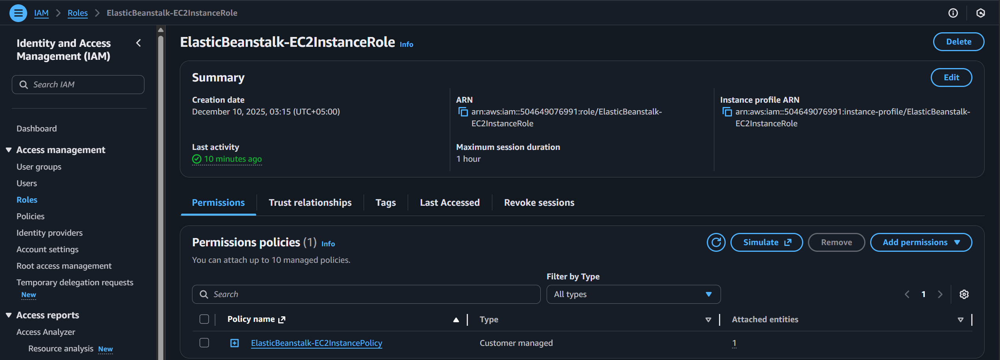 IAM > Roles > ElasticBeanstalk-EC2InstanceRole
Identity and Access
Management (IAM)
Search IAM
Dashboard
Access management
User groups
Users
Roles
Policies
Identity providers
Account settings
Root access management
Temporary delegation requests
New
Access reports
Access Analyzer
Resource analysis New
ElasticBeanstalk-EC2InstanceRole Info
Delete
Summary
Edit
Creation date
December 10, 2025, 03:15 (UTC+05:00)
ARN
arn:aws:iam::504649076991:role/ElasticBeanstalk-
EC2InstanceRole
Instance profile ARN
arn:aws:iam::504649076991:instance-profile/ElasticBeanstalk-
EC2InstanceRole
Last activity
10 minutes ago
Maximum session duration
1 hour
Permissions
Trust relationships
Tags
Last Accessed
Revoke sessions
Permissions policies (1) Info
Simulate
Remove
Add permissions
You can attach up to 10 managed policies.
Filter by Type
Search
All types
1
Policy name
Type
Attached entities
ElasticBeanstalk-EC2InstancePolicy
Customer managed
1